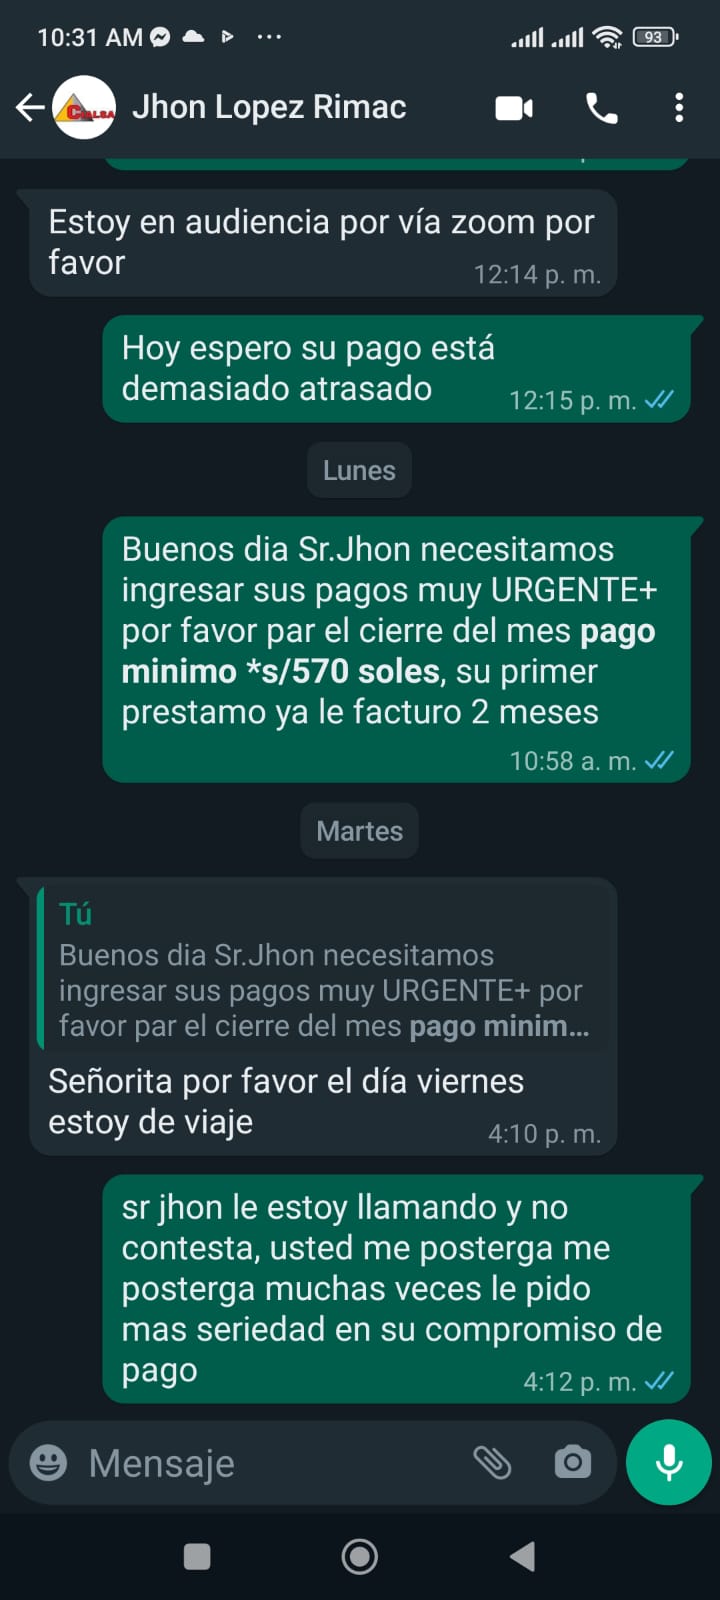 10:31 AM
93
Jhon Lopez Rimac
Estoy en audiencia por vía zoom por
favor
12:14 p. m.
Hoy espero su pago está
demasiado atrasado
12:15 p. m.
Lunes
Buenos dia Sr.Jhon necesitamos
ingresar sus pagos muy URGENTE+
por favor par el cierre del mes pago
minimo *s/570 soles, su primer
prestamo ya le facturo 2 meses
10:58 a. m.
Martes
Tú
Buenos dia Sr.Jhon necesitamos
ingresar sus pagos muy URGENTE+ por
favor par el cierre del mes pago minim...
Señorita por favor el día viernes
estoy de viaje
4:10 p. m.
sr jhon le estoy llamando y no
contesta, usted me posterga me
posterga muchas veces le pido
mas seriedad en su compromiso de
pago
4:12 p. m.
Mensaje